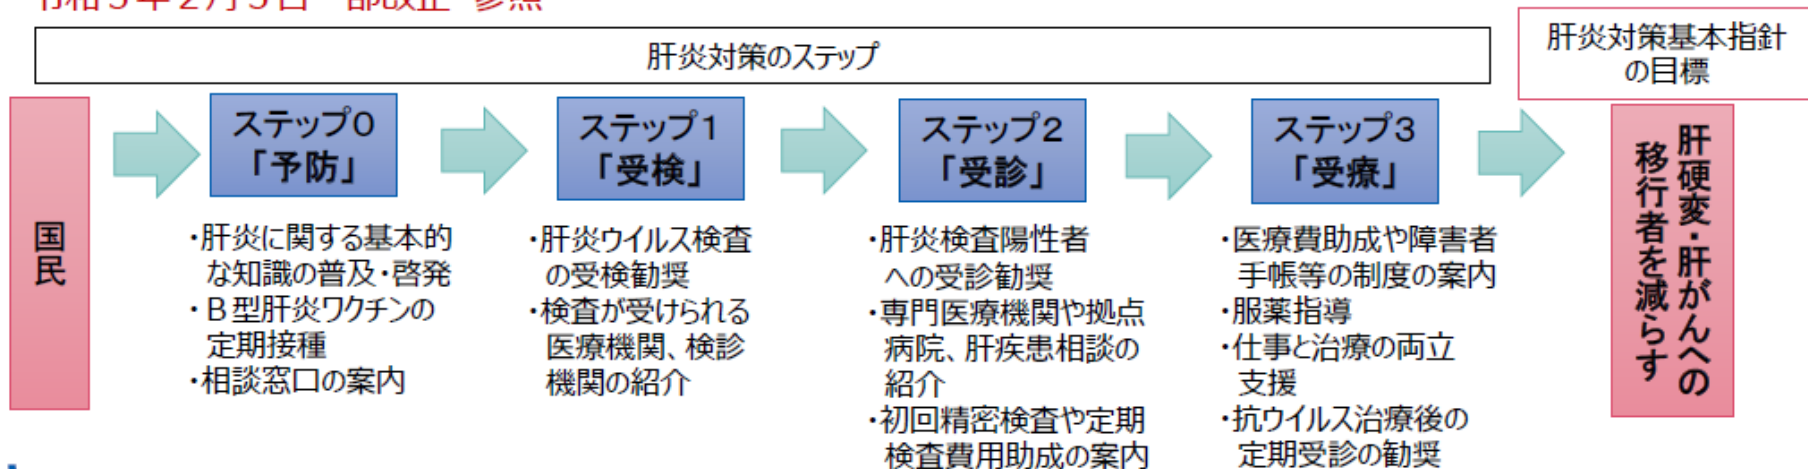 肝炎対策のステップ
肝炎対策基本指針
の目標
国民
ステップ0
「予防」
・肝炎に関する基本的
な知識の普及・啓発
・B型肝炎ワクチンの
定期接種
・相談窓口の案内
ステップ1
「受検」
・肝炎ウイルス検査
の受検勧奨
・検査が受けられる
医療機関、検診
機関の紹介
ステップ2
「受診」
・肝炎検査陽性者
への受診勧奨
・専門医療機関や拠点
病院、肝疾患相談の
紹介
・初回精密検査や定期
検査費用助成の案内
ステップ3
「受療」
・医療費助成や障害者
手帳等の制度の案内
・服薬指導
・仕事と治療の両立
支援
・抗ウイルス治療後の
定期受診の勧奨
肝硬変・肝がんへの
移行者を減らす